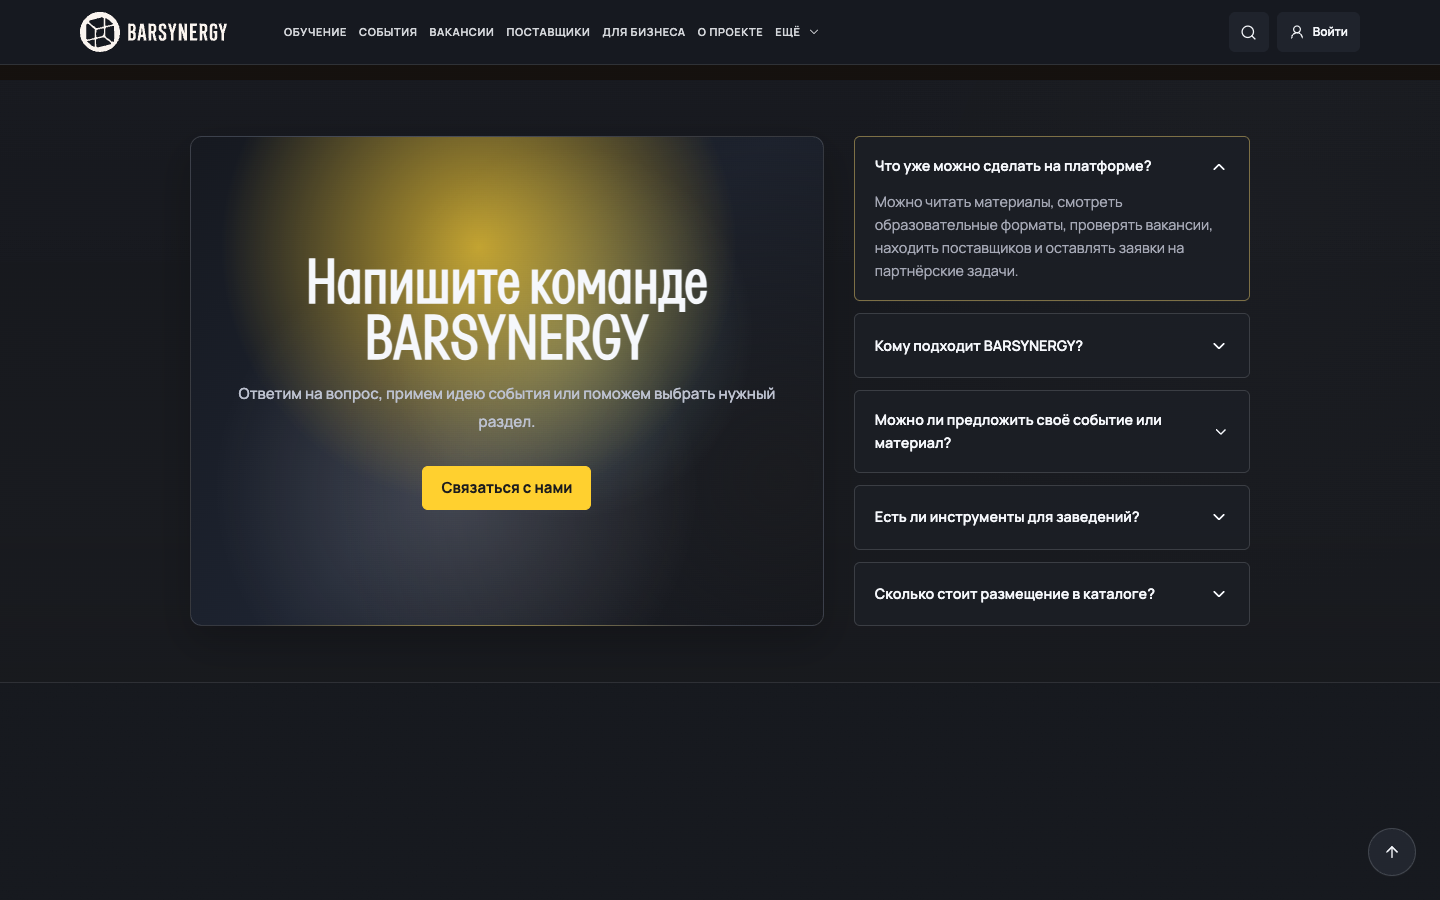 BARSYNERGY
ОБУЧЕНИЕ СОБЫТИЯ ВАКАНСИИ ПОСТАВЩИКИ ДЛЯ БИЗНЕСА О ПРОЕКТЕ ЕЩЁ
Войти
Напишите команде
BARSYNERGY
Ответим на вопрос, примем идею события или поможем выбрать нужный
раздел.
Связаться с нами
Что уже можно сделать на платформе?
Можно читать материалы, смотреть
образовательные форматы, проверять вакансии,
находить поставщиков и оставлять заявки на
партнёрские задачи.
Кому подходит BARSYNERGY?
Можно ли предложить своё событие или
материал?
Есть ли инструменты для заведений?
Сколько стоит размещение в каталоге?